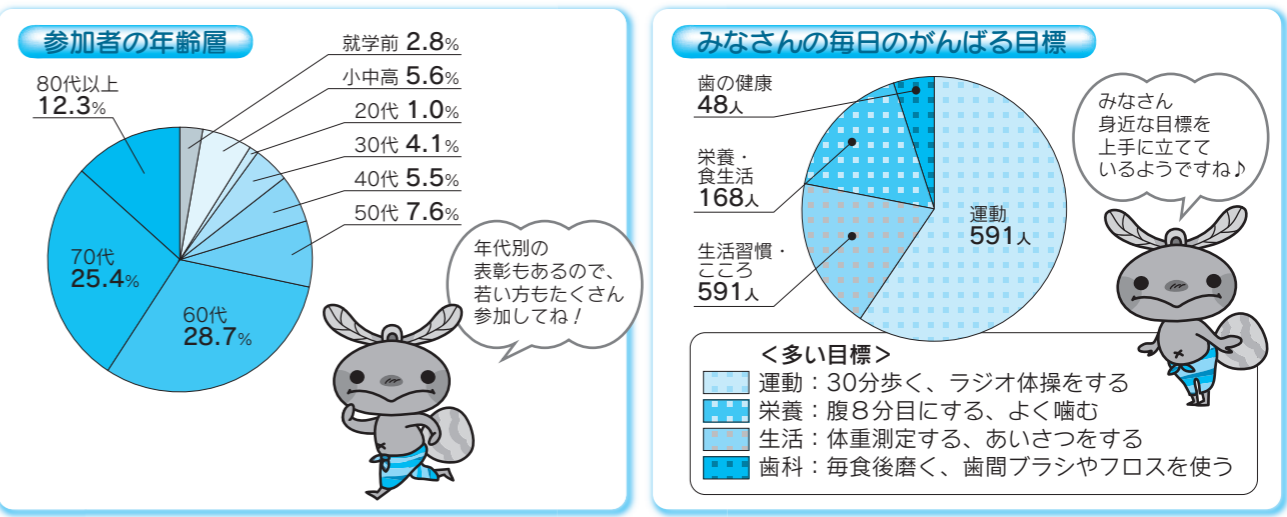 参加者の年齢層
就学前 2.8%
小中高 5.6%
20代 1.0%
30代 4.1%
40代 5.5%
50代 7.6%
60代
28.7%
70代
25.4%
80代以上
12.3%
年代別の
表彰もあるので、
若い方もたくさん
参加してね!
みなさんの毎日のがんばる目標
歯の健康
48人
栄養・
食生活
168人
生活習慣・
こころ
591人
運動
591人
みなさん
身近な目標を
上手に立てて
いるようですね♪
<多い目標>
運動:30分歩く、ラジオ体操をする
栄養:腹8分目にする、よく噛む
生活:体重測定する、あいさつをする
歯科:毎食後磨く、歯間ブラシやフロスを使う